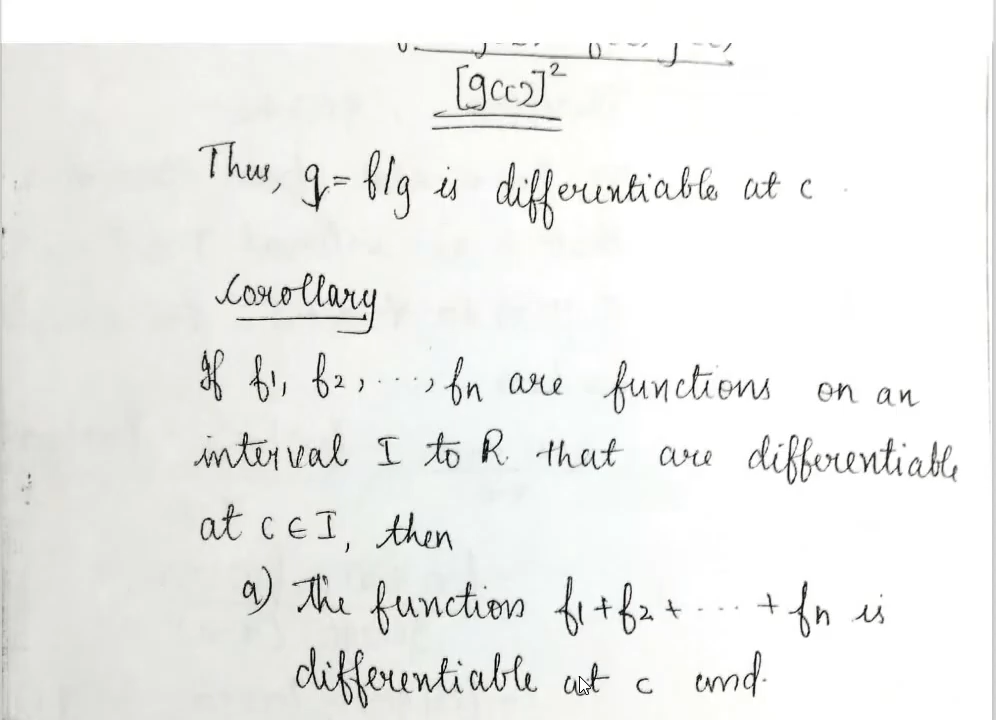 [g(c)]²
Thus, q = f/g is differentiable at c
Corollary
If f1, f2, ..., fn are functions on an
interval I to R that are differentiable
at c ∈ I, then
a) The function f1 + f2 + ... + fn is
differentiable at c and